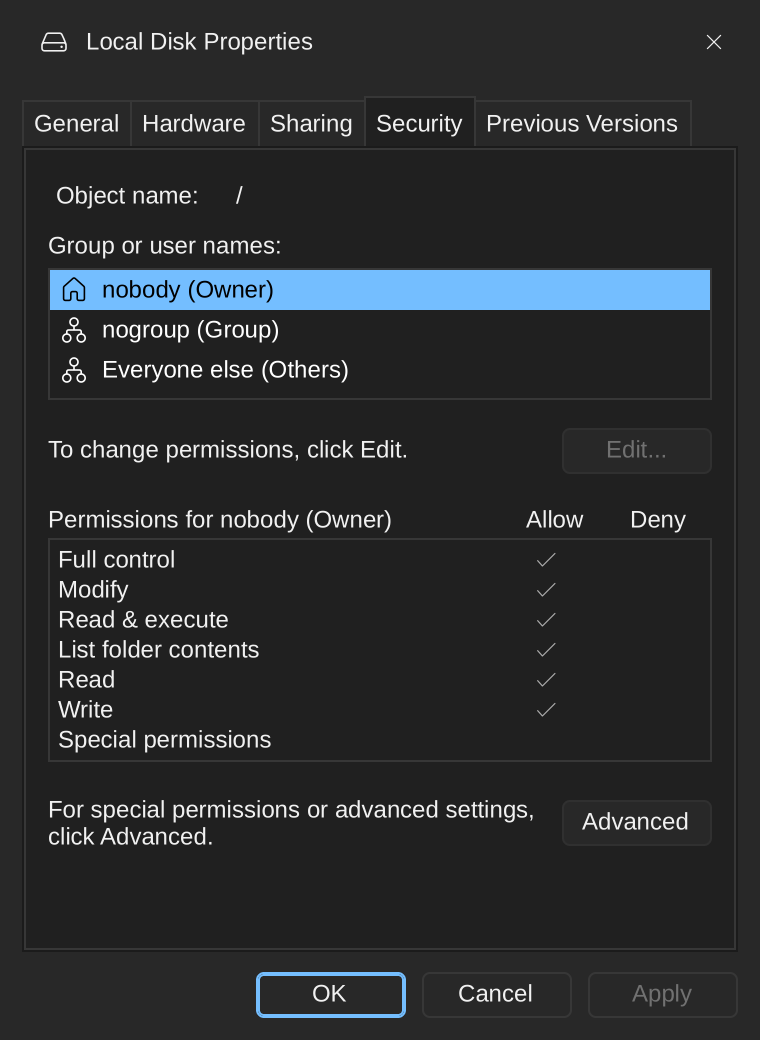 Local Disk Properties
General Hardware Sharing Security Previous Versions
Object name: /
Group or user names:
nobody (Owner)
nogroup (Group)
Everyone else (Others)
To change permissions, click Edit. Edit...
Permissions for nobody (Owner) Allow Deny
Full control
Modify
Read & execute
List folder contents
Read
Write
Special permissions
For special permissions or advanced settings,
click Advanced.
Advanced
OK Cancel Apply